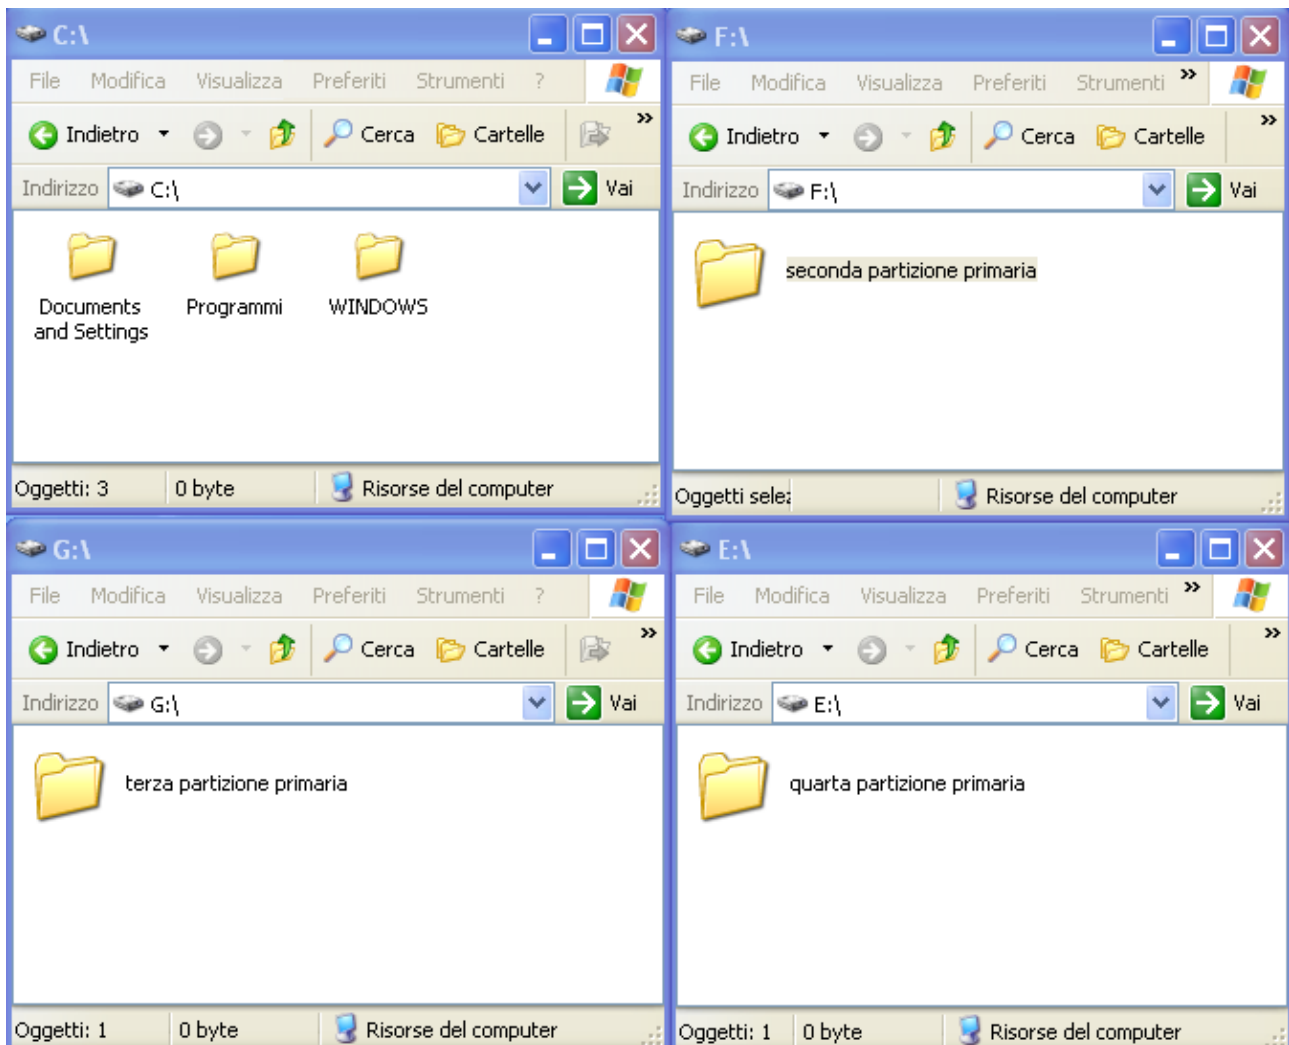 C:\
File Modifica Visualizza Preferiti Strumenti ?
Indietro Cerca Cartelle »
Indirizzo C:\ Vai
Documents
and Settings
Programmi
WINDOWS
Oggetti: 3 0 byte Risorse del computer
F:\
File Modifica Visualizza Preferiti Strumenti »
Indietro Cerca Cartelle »
Indirizzo F:\ Vai
seconda partizione primaria
Oggetti selez Risorse del computer
G:\
File Modifica Visualizza Preferiti Strumenti ?
Indietro Cerca Cartelle »
Indirizzo G:\ Vai
terza partizione primaria
Oggetti: 1 0 byte Risorse del computer
E:\
File Modifica Visualizza Preferiti Strumenti »
Indietro Cerca Cartelle »
Indirizzo E:\ Vai
quarta partizione primaria
Oggetti: 1 0 byte Risorse del computer